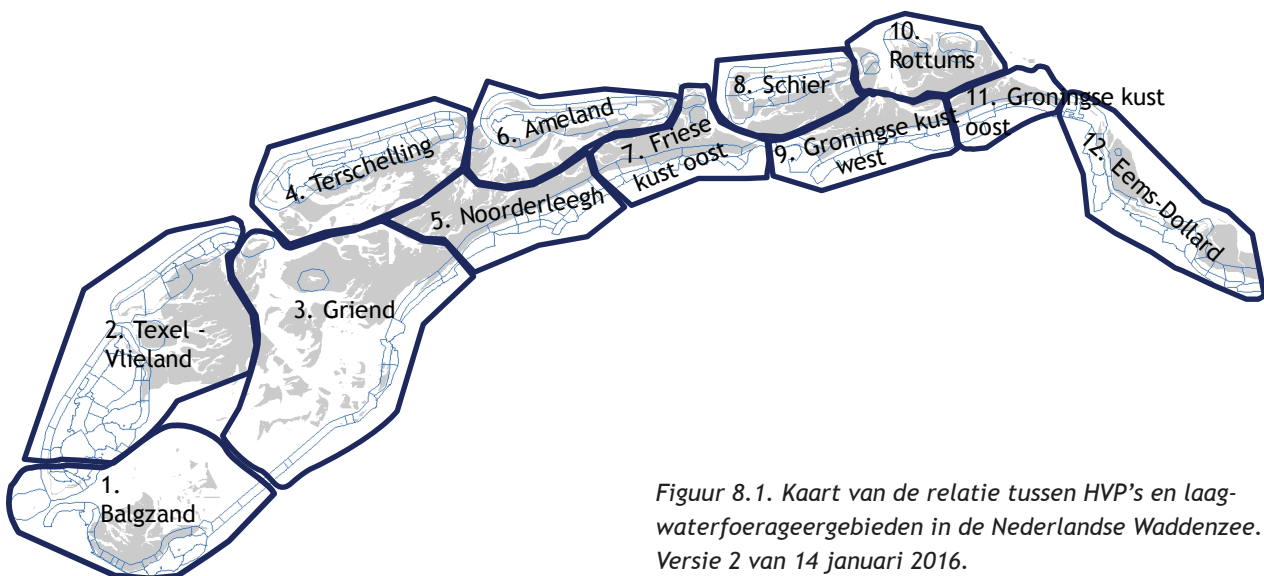 10.
Rottums
8. Schier
11. Groningse kust
oost
6. Ameland
7. Friese
kust oost
9. Groningse kust
west
12. Eems-Dollard
4. Terschelling
5. Noorderleegh
3. Griend
2. Texel -
Vlieland
1.
Balgzand
Figuur 8.1. Kaart van de relatie tussen HVP's en laag-
waterfoerageergebieden in de Nederlandse Waddenzee.
Versie 2 van 14 januari 2016.